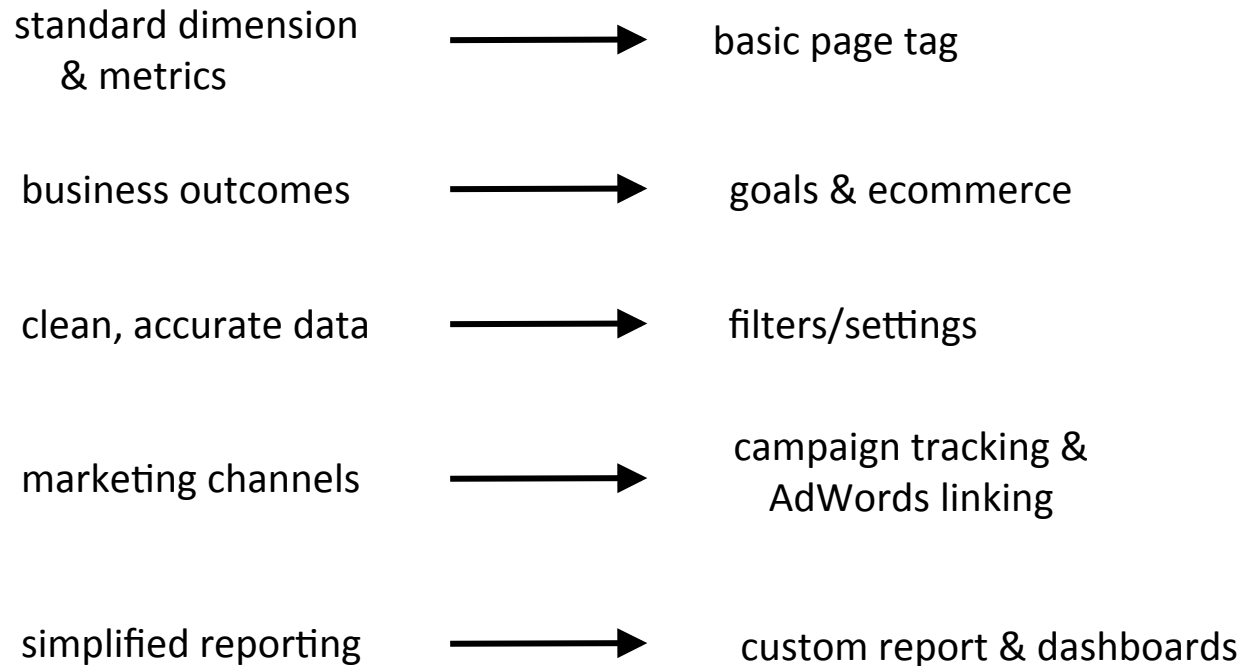 standard dimension
& metrics
basic page tag
business outcomes
goals & ecommerce
clean, accurate data
filters/settings
marketing channels
campaign tracking &
AdWords linking
simplified reporting
custom report & dashboards